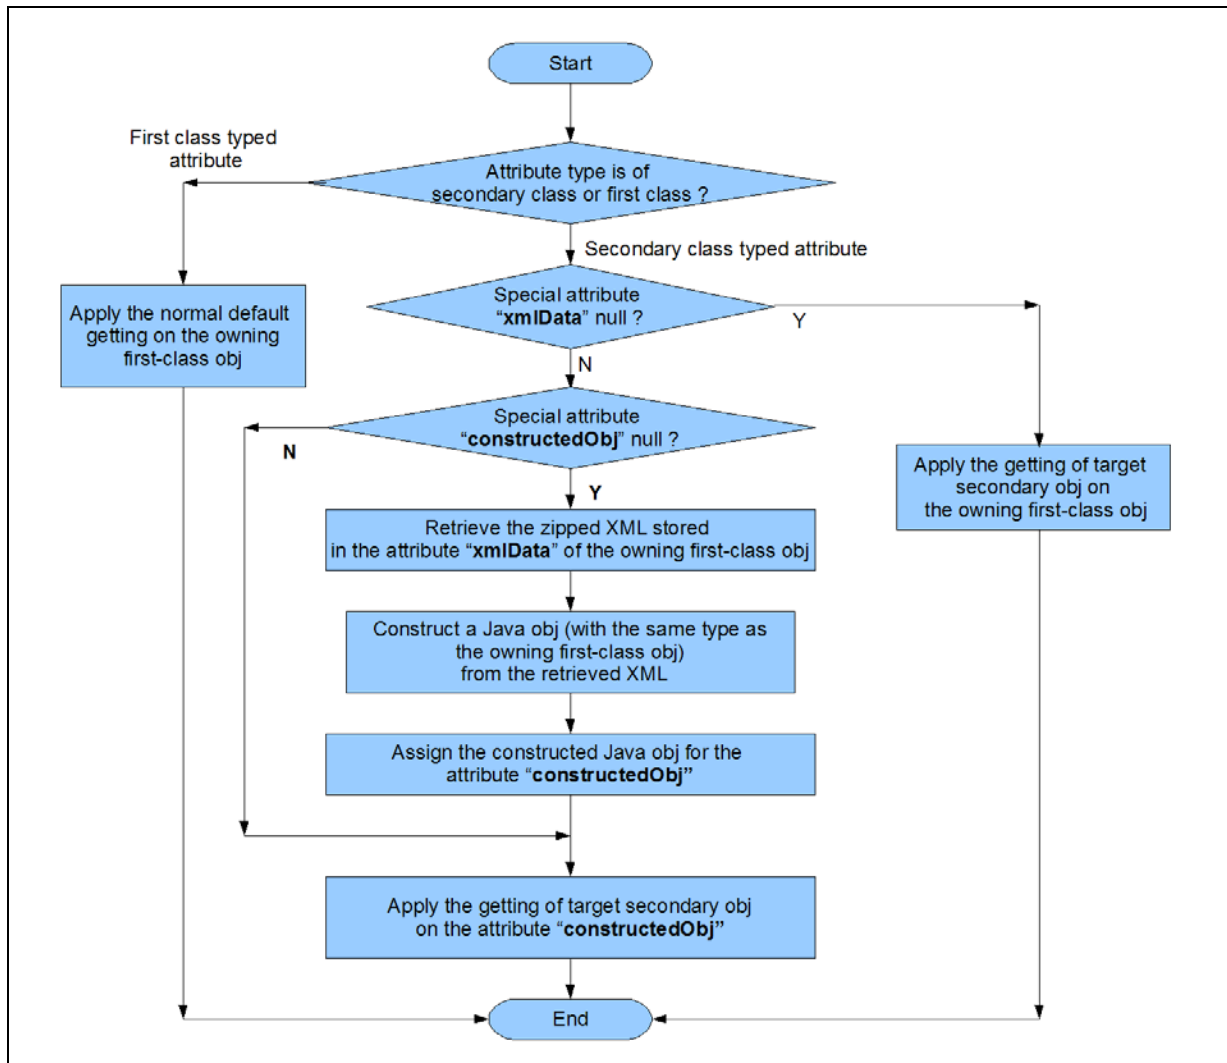 Start
First class typed
attribute
Attribute type is of
secondary class or first class ?
Secondary class typed attribute
Special attribute
“xmlData” null ?
Y
Apply the normal default
getting on the owning
first-class obj
N
Special attribute
“constructedObj” null ?
N
Y
Apply the getting of target
secondary obj on
the owning first-class obj
Retrieve the zipped XML stored
in the attribute “xmlData” of the owning first-class obj
Construct a Java obj (with the same type as
the owning first-class obj)
from the retrieved XML
Assign the constructed Java obj for the
attribute “constructedObj”
Apply the getting of target secondary obj
on the attribute “constructedObj”
End